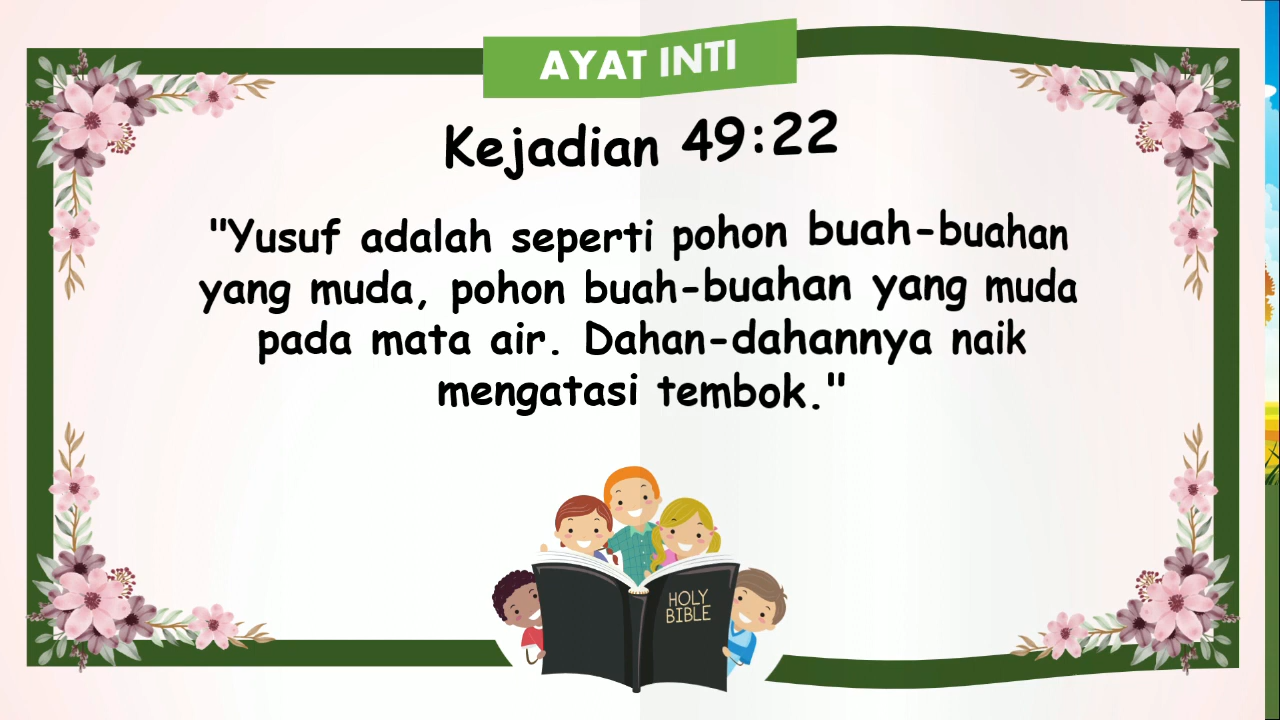 AYAT INTI
Kejadian 49:22
"Yusuf adalah seperti pohon buah-buahan
yang muda, pohon buah-buahan yang muda
pada mata air. Dahan-dahannya naik
mengatasi tembok."
HOLY
BIBLE